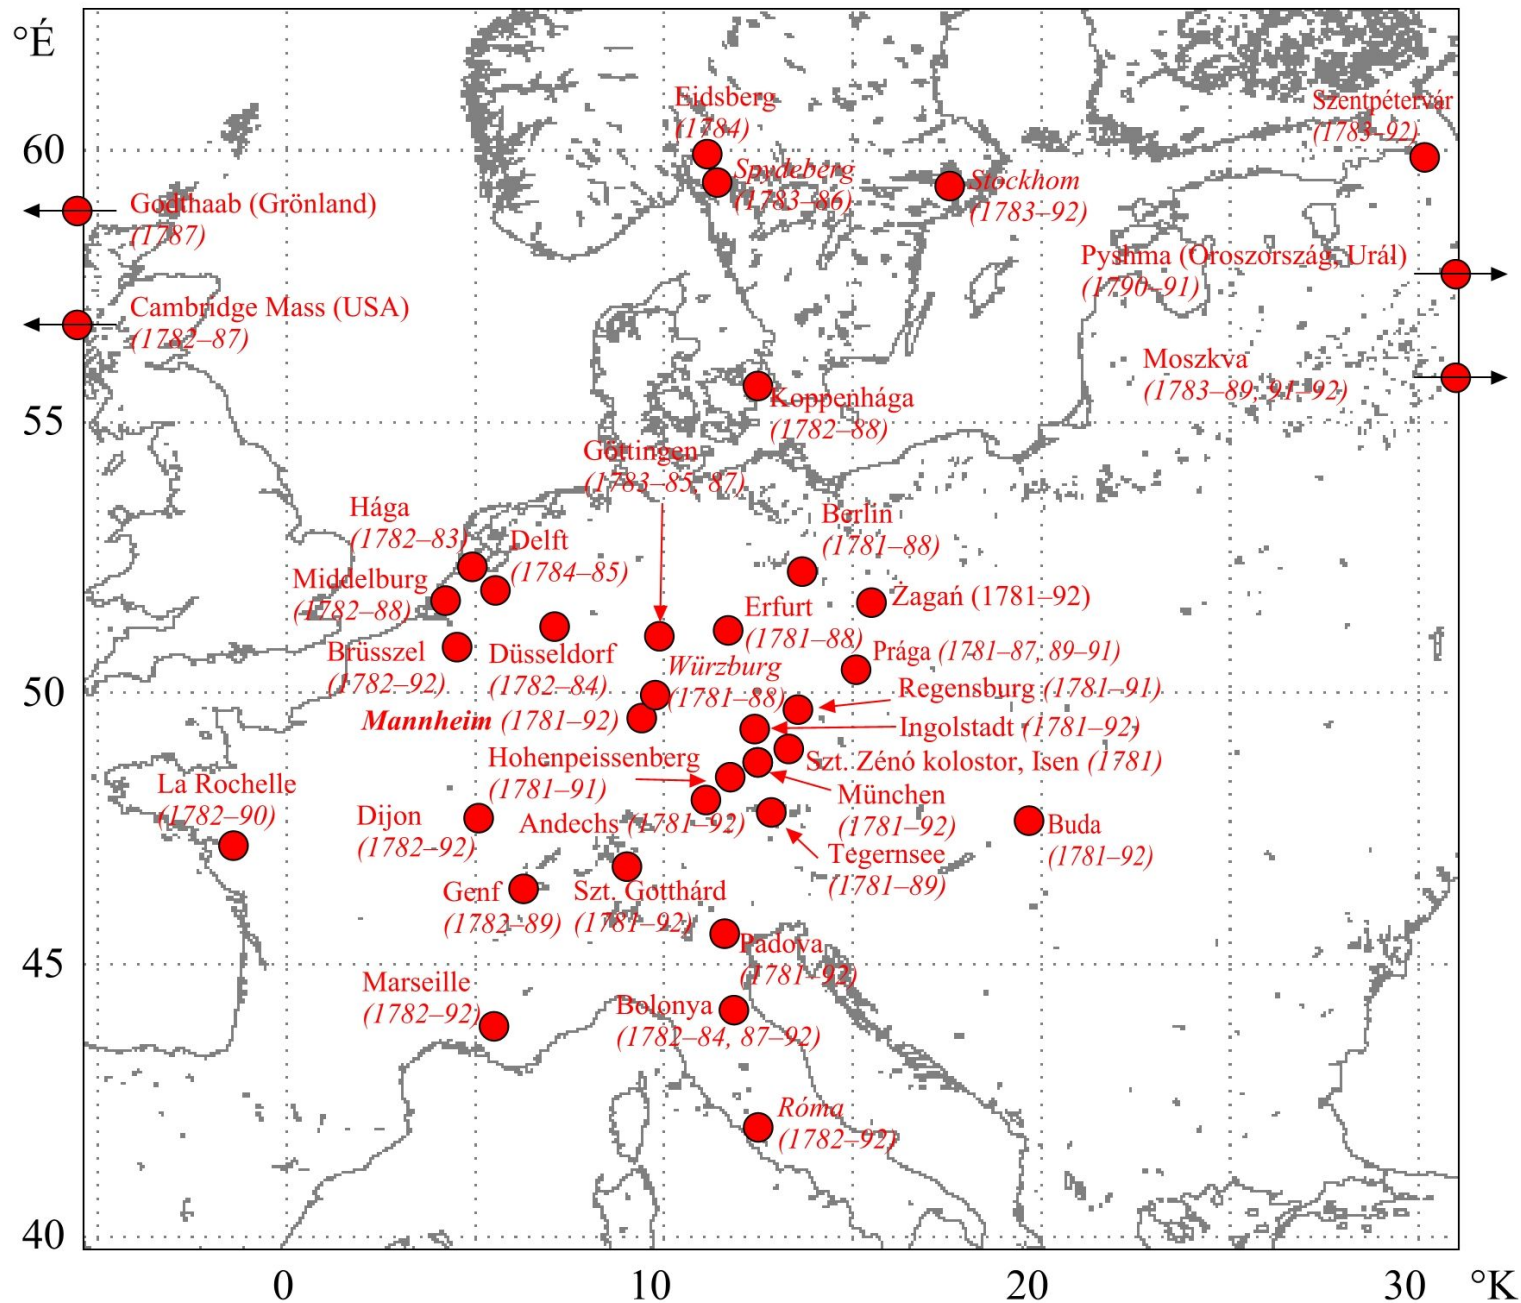 °É
Eidsberg
(1784)
Szentpétervár
(1783–92)
60
Spydeberg
(1783–86)
Stockhom
(1783–92)
Godthaab (Grönland)
(1787)
Pyshma (Oroszország, Urál)
(1790–91)
Cambridge Mass (USA)
(1782–87)
Moszkva
(1783–89, 91–92)
Koppenhága
(1782–88)
55
Göttingen
(1783–85, 87)
Hága
(1782–83)
Delft
(1784–85)
Berlin
(1781–88)
Middelburg
(1782–88)
Żagań (1781–92)
Erfurt
(1781–88)
Brüsszel
(1782–92)
Düsseldorf
(1782–84)
Prága (1781–87, 89–91)
Würzburg
(1781–88)
50
Regensburg (1781–91)
Mannheim (1781–92)
Ingolstadt (1781–92)
Hohenpeissenberg
(1781–91)
Szt. Zénó kolostor, Isen (1781)
La Rochelle
(1782–90)
München
(1781–92)
Dijon
(1782–92)
Andechs (1781–92)
Buda
(1781–92)
Tegernsee
(1781–89)
Genf
(1782–89)
Szt. Gotthárd
(1781–92)
Padova
(1781–92)
45
Marseille
(1782–92)
Bolonya
(1782–84, 87–92)
Róma
(1782–92)
40
0 10 20 30 °K